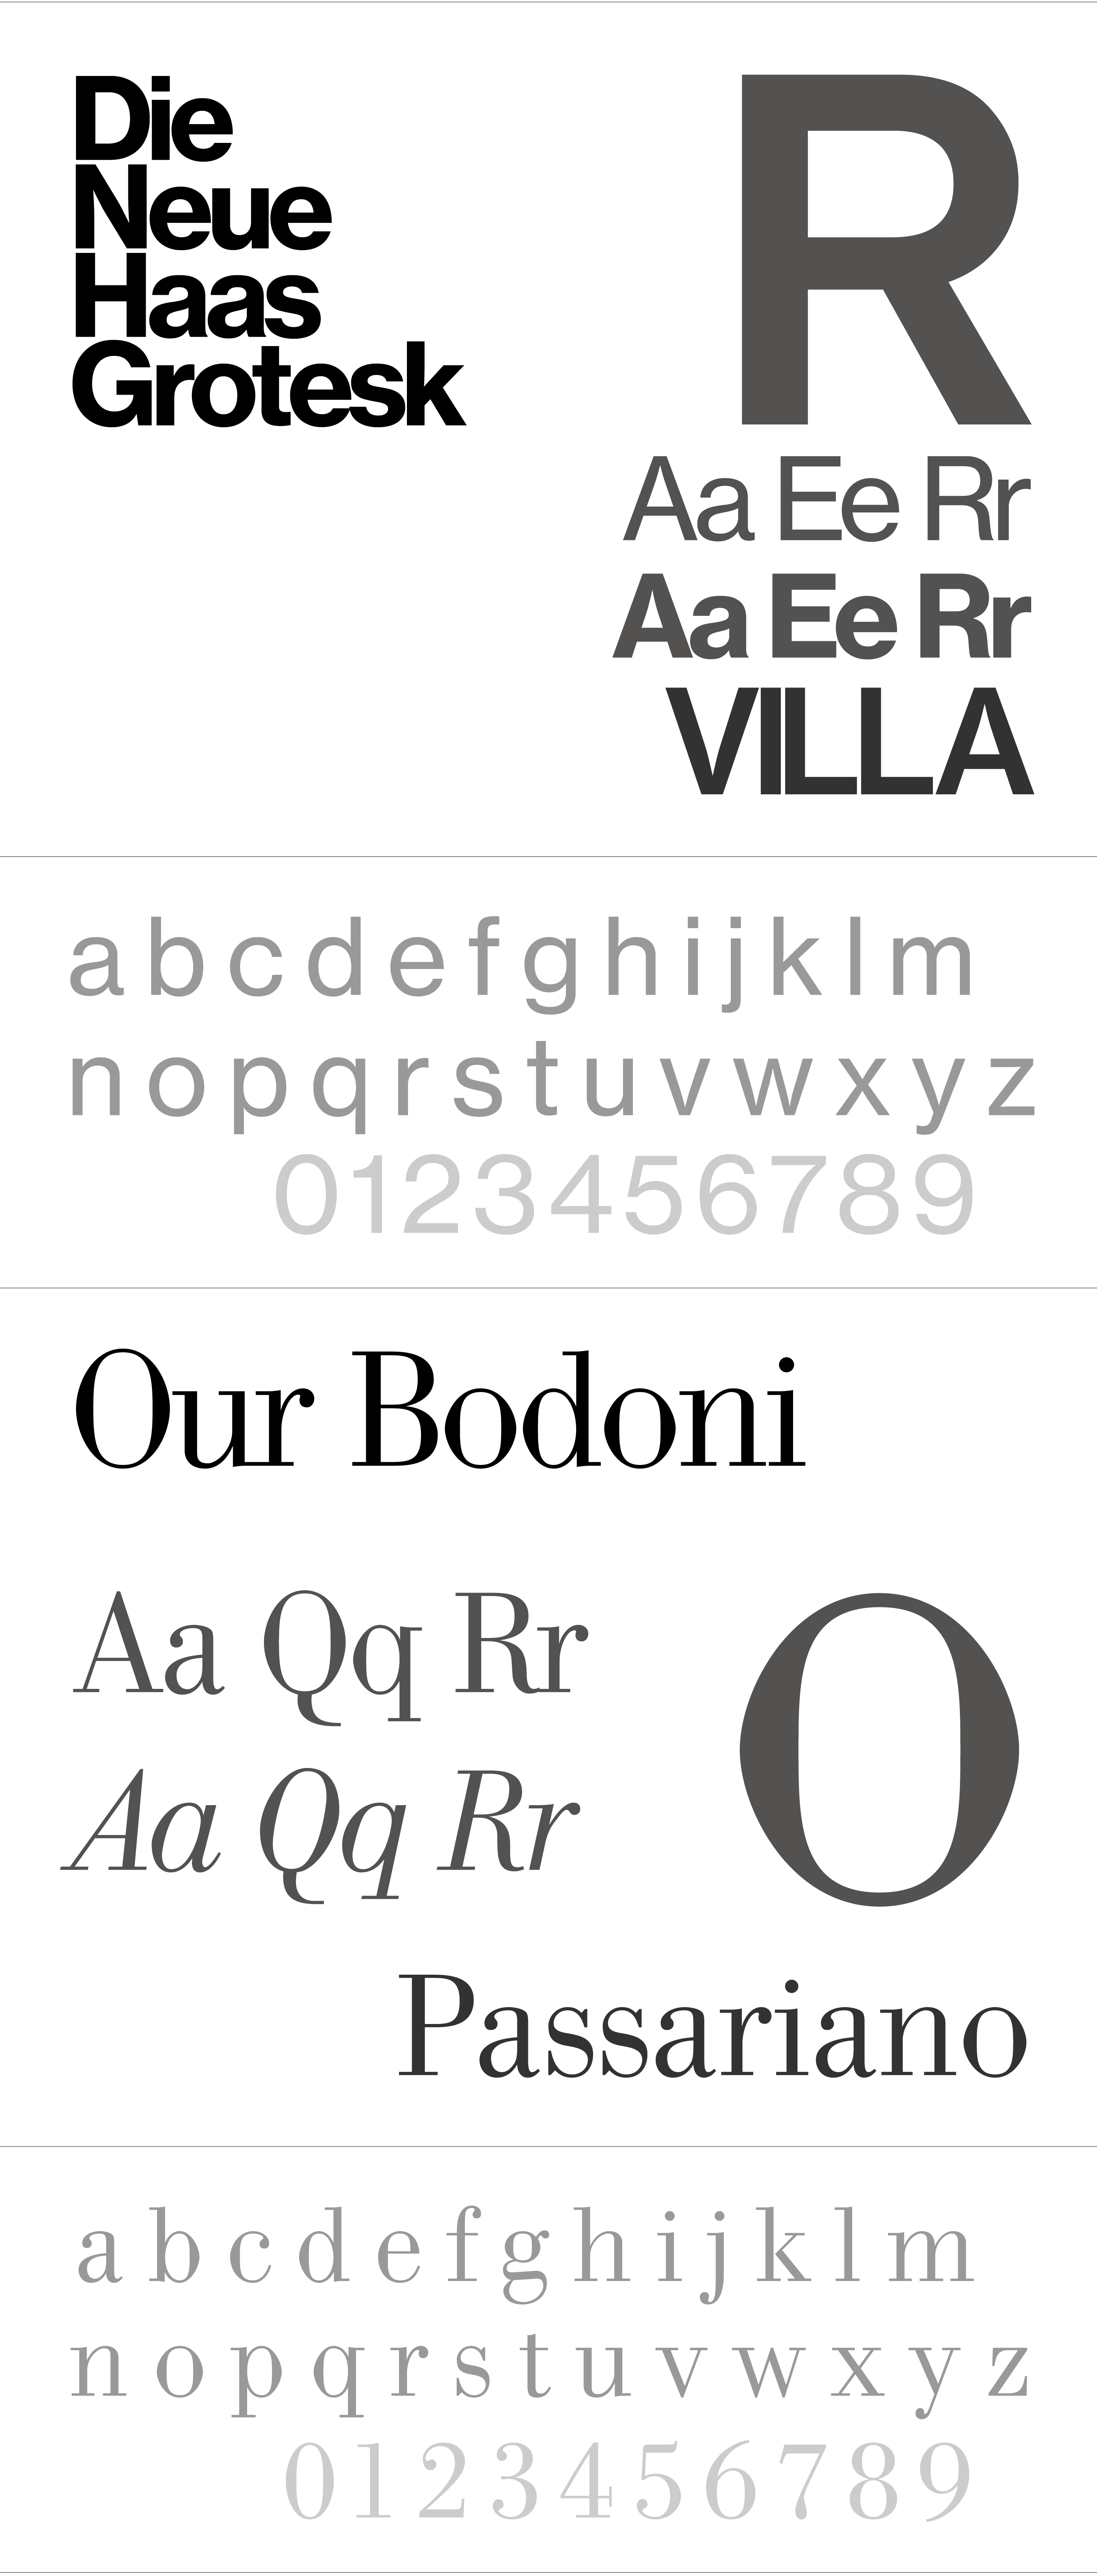 Die
Neue
Haas
Grotesk
R
Aa Ee Rr
Aa Ee Rr
VILLA
a b c d e f g h i j k l m
n o p q r s t u v w x y z
0 1 2 3 4 5 6 7 8 9
Our Bodoni
Aa Qq Rr
Aa Qq Rr
O
Passariano
a b c d e f g h i j k l m
n o p q r s t u v w x y z
0 1 2 3 4 5 6 7 8 9